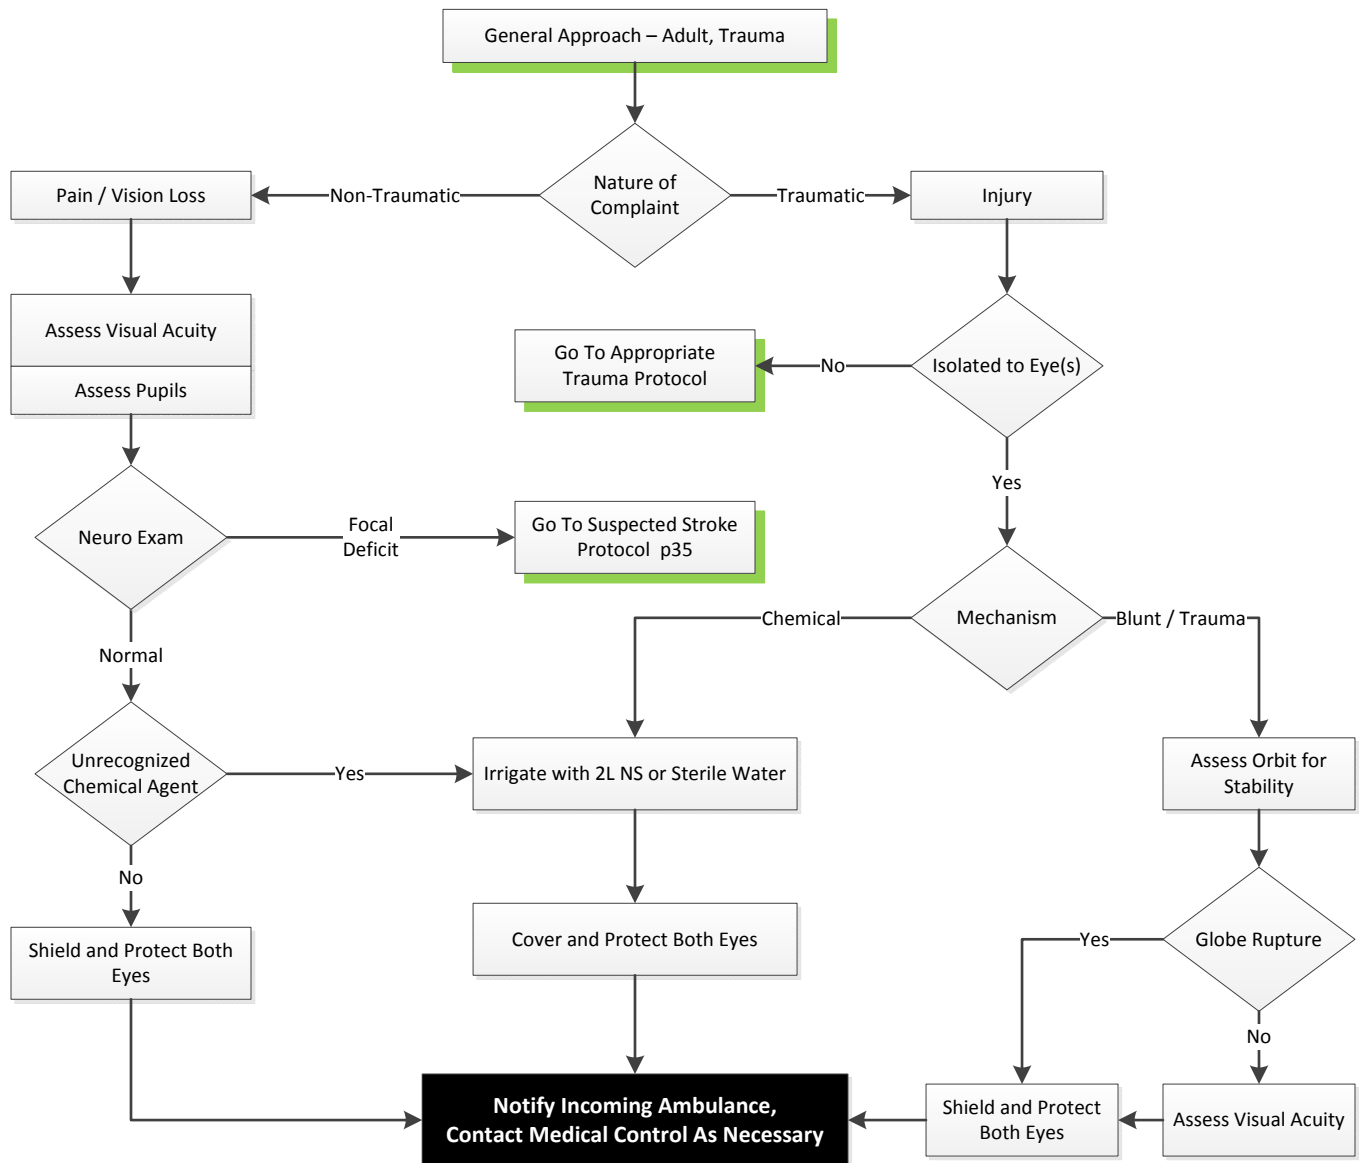 General Approach – Adult, Trauma
Nature of
Complaint
Non-Traumatic
Traumatic
Pain / Vision Loss
Injury
Assess Visual Acuity
Assess Pupils
Go To Appropriate
Trauma Protocol
No
Isolated to Eye(s)
Yes
Neuro Exam
Focal
Deficit
Go To Suspected Stroke
Protocol  p35
Normal
Chemical
Mechanism
Blunt / Trauma
Unrecognized
Chemical Agent
Yes
Irrigate with 2L NS or Sterile Water
Assess Orbit for
Stability
No
Shield and Protect Both
Eyes
Cover and Protect Both Eyes
Yes
Globe Rupture
No
Notify Incoming Ambulance,
Contact Medical Control As Necessary
Shield and Protect
Both Eyes
Assess Visual Acuity